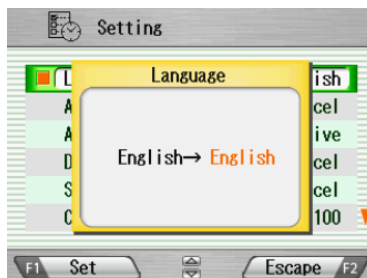 Setting
Language
L ish
A cel
A ive
D cel
S cel
C 100
English→ English
F1 Set Escape F2